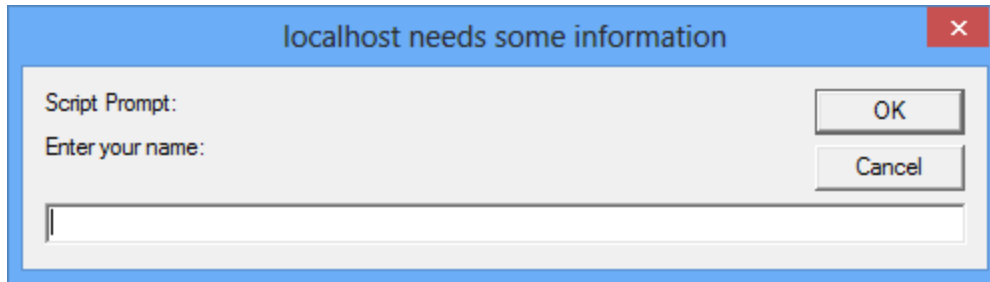 localhost needs some information
Script Prompt:
OK
Enter your name:
Cancel